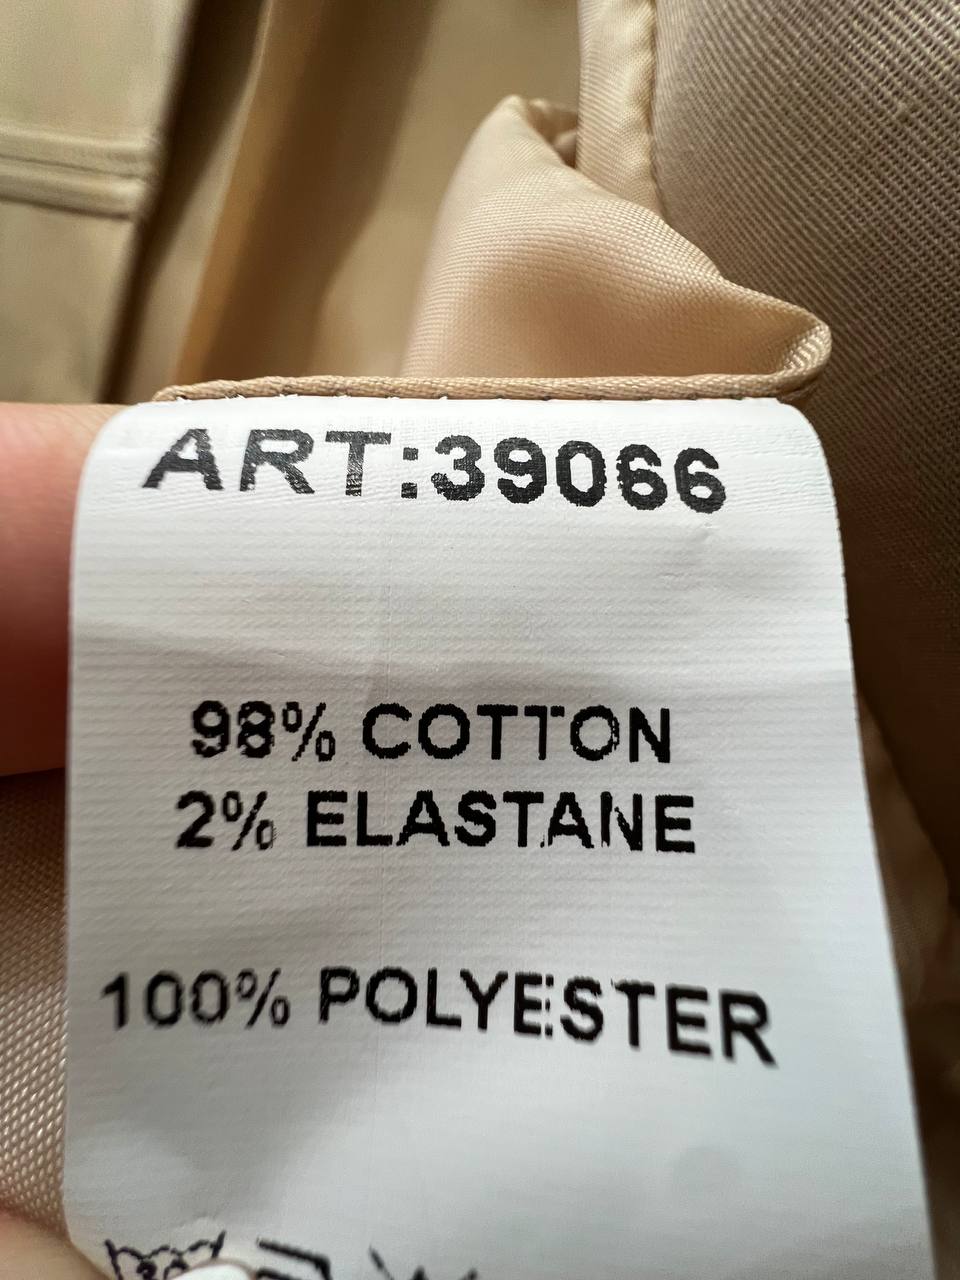 ART:39066
98% COTTON
2% ELASTANE
100% POLYESTER